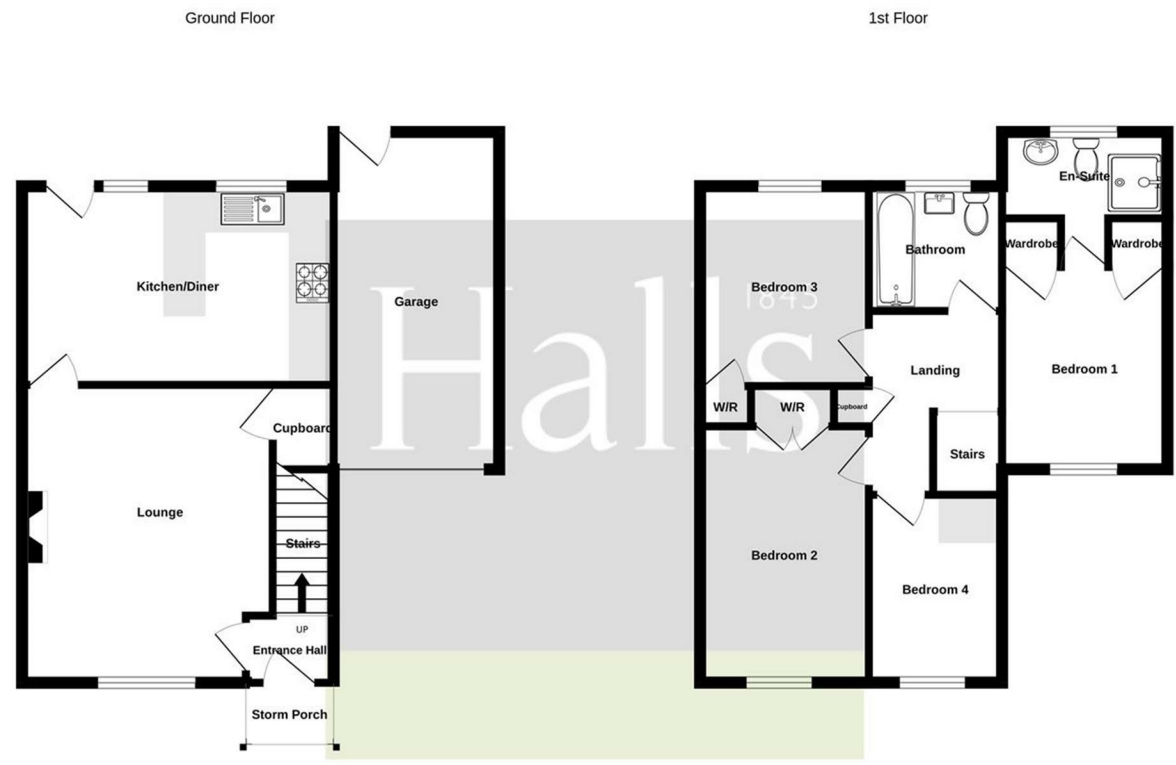 Ground Floor
1st Floor
Kitchen/Diner
Garage
Cupboard
Lounge
Stairs
UP
Entrance Hall
Storm Porch
En-Suite
Wardrobe
Wardrobe
Bathroom
Bedroom 3
Landing
Bedroom 1
W/R
W/R
Cupboard
Stairs
Bedroom 2
Bedroom 4
Halls
1845